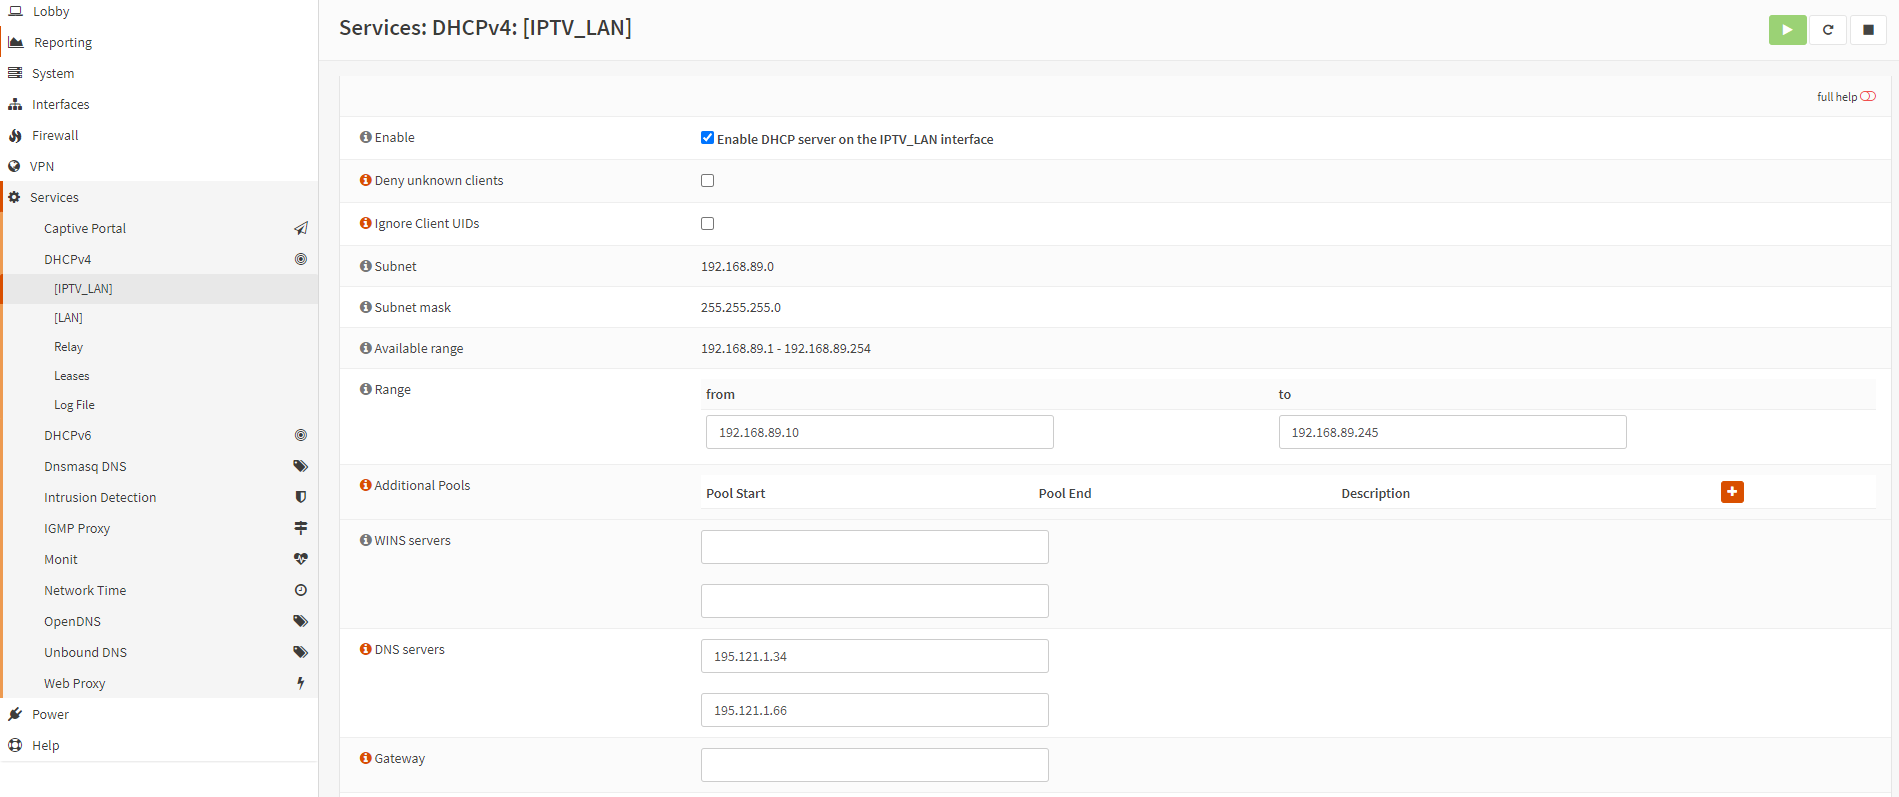 Lobby
Reporting
System
Interfaces
Firewall
VPN
Services
Captive Portal
DHCPv4
[IPTV_LAN]
[LAN]
Relay
Leases
Log File
DHCPv6
Dnsmasq DNS
Intrusion Detection
IGMP Proxy
Monit
Network Time
OpenDNS
Unbound DNS
Web Proxy
Power
Help
Services: DHCPv4: [IPTV_LAN]
full help
Enable
Enable DHCP server on the IPTV_LAN interface
Deny unknown clients
Ignore Client UIDs
Subnet
192.168.89.0
Subnet mask
255.255.255.0
Available range
192.168.89.1 - 192.168.89.254
Range
from to
192.168.89.10 192.168.89.245
Additional Pools
Pool Start Pool End Description
WINS servers
DNS servers
195.121.1.34
195.121.1.66
Gateway